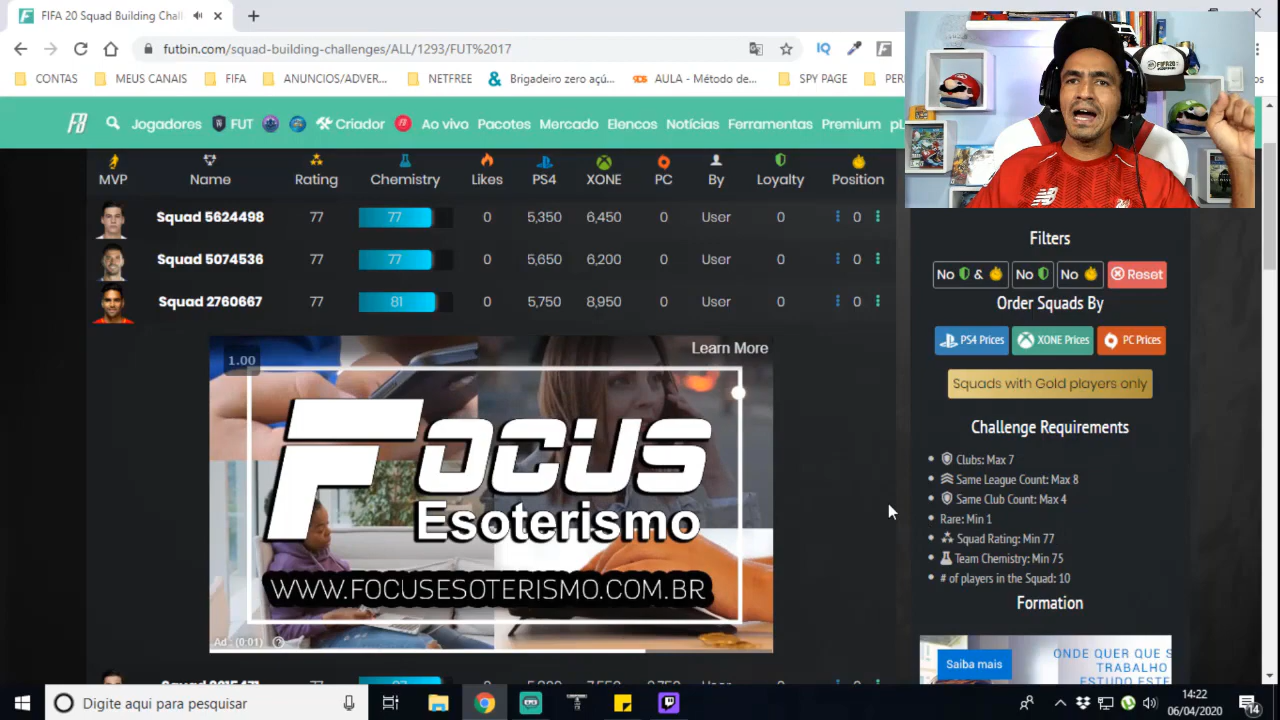 FIFA 20 Squad Building Chall
futbin.com/squad-building-challenges/ALL/1293/FUT%2017
IQ
CONTAS
MEUS CANAIS
FIFA
ANUNCIOS/ADVER...
NETFREE
Brigadeiro zero açú...
AULA - Método de...
SPY PAGE
Jogadores
Ao vivo
Pacotes
Mercado
Elencos
Notícias
Ferramentas
Premium
MVP Name Rating Chemistry Likes PS4 XONE PC By Loyalty Position
Squad 5624498 77 77 0 5,350 6,450 0 User 0 0
Squad 5074536 77 77 0 5,650 6,200 0 User 0 0
Squad 2760667 77 81 0 5,750 8,950 0 User 0 0
1.00
Learn More
FOCUS
Esoterismo
WWW.FOCUSESOTERISMO.COM.BR
Ad : (0:01)
Filters
No & No No Reset
Order Squads By
PS4 Prices XONE Prices PC Prices
Squads with Gold players only
Challenge Requirements
Clubs: Max 7
Same League Count: Max 8
Same Club Count: Max 4
Rare: Min 1
Squad Rating: Min 77
Team Chemistry: Min 75
# of players in the Squad: 10
Formation
Saiba mais
ONDE QUER QUE S
TRABALHO
ESTUDO ESTE
Digite aqui para pesquisar
14:22
06/04/2020
14